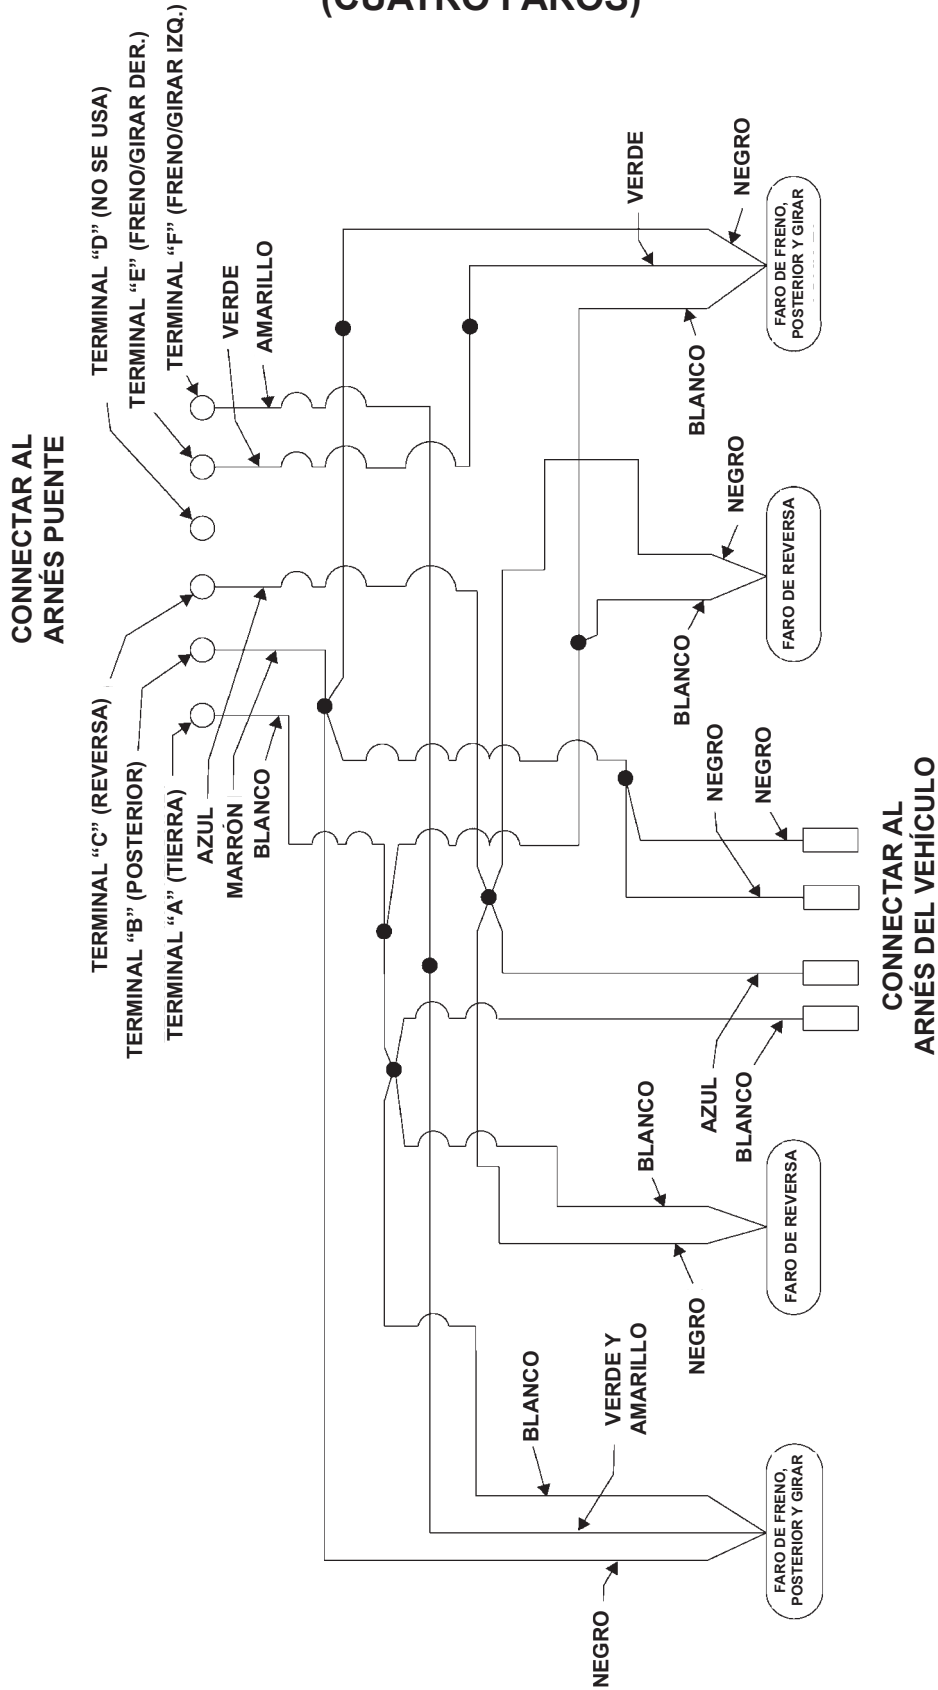 (CUATRO FAROS)
CONNECTAR AL
ARNÉS PUENTE
TERMINAL “D” (NO SE USA)
TERMINAL “E” (FRENO/GIRAR DER.)
TERMINAL “F” (FRENO/GIRAR IZQ.)
VERDE
AMARILLO
TERMINAL “C” (REVERSA)
TERMINAL “B” (POSTERIOR)
TERMINAL “A” (TIERRA)
AZUL
MARRÓN
BLANCO
VERDE
NEGRO
BLANCO
FARO DE FRENO,
POSTERIOR Y GIRAR
NEGRO
BLANCO
FARO DE REVERSA
NEGRO
NEGRO
AZUL
BLANCO
CONNECTAR AL
ARNÉS DEL VEHÍCULO
BLANCO
NEGRO
FARO DE REVERSA
BLANCO
VERDE Y
AMARILLO
NEGRO
FARO DE FRENO,
POSTERIOR Y GIRAR